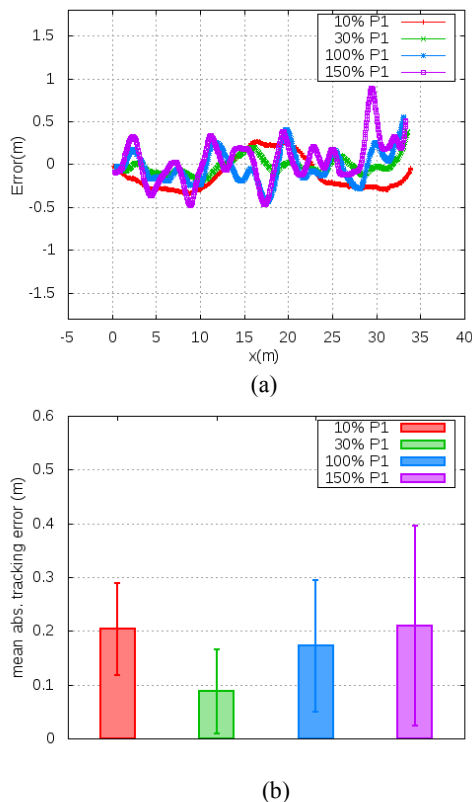 1.5
1
0.5
0
-0.5
-1
-1.5
Error(m)
10% P1
30% P1
100% P1
150% P1
-5 0 5 10 15 20 25 30 35 40
x(m)
(a)
0.6
0.5
0.4
0.3
0.2
0.1
0
mean abs. tracking error (m)
10% P1
30% P1
100% P1
150% P1
(b)